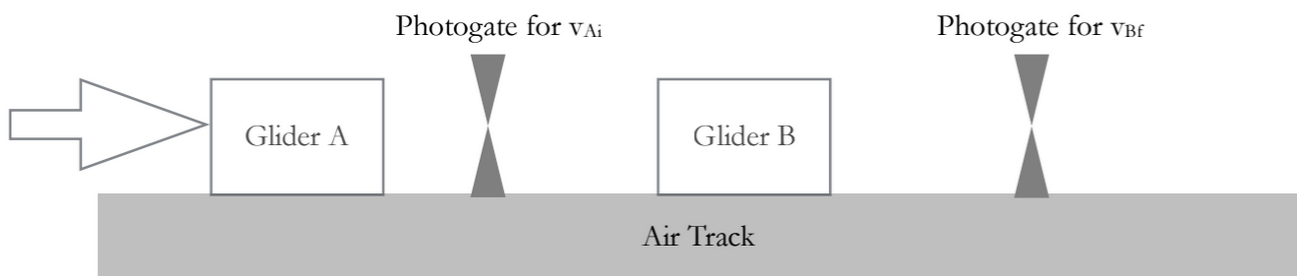 Photogate for vAi
Photogate for vBf
Glider A
Glider B
Air Track